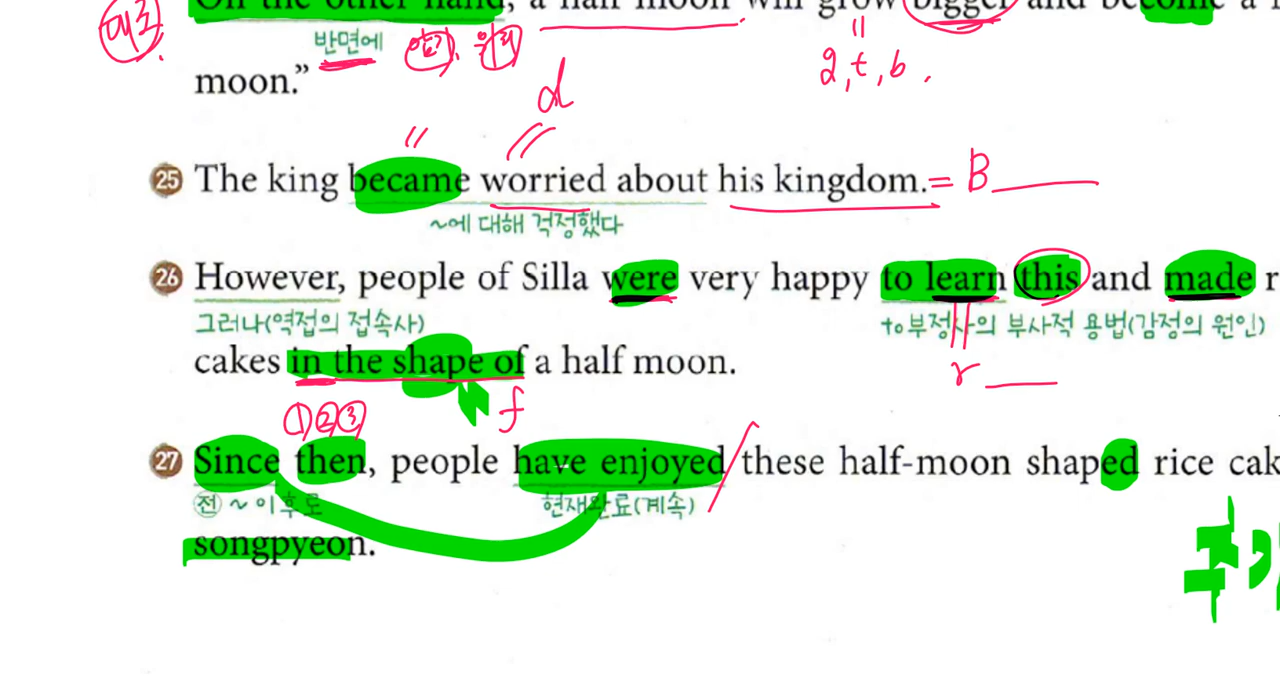 On the other hand, a half moon will grow bigger and become a f
대조
반면에
2, t, b.
moon.”
d
25 The king became worried about his kingdom. = B
~에 대해 걱정했다
26 However, people of Silla were very happy to learn this and made r
그러나(역접의 접속사)
to부정사의 부사적 용법(감정의 원인)
cakes in the shape of a half moon.
r
①②③ f
27 Since then, people have enjoyed these half-moon shaped rice cak
전 ~ 이후로
현재완료(계속)
songpyeon.